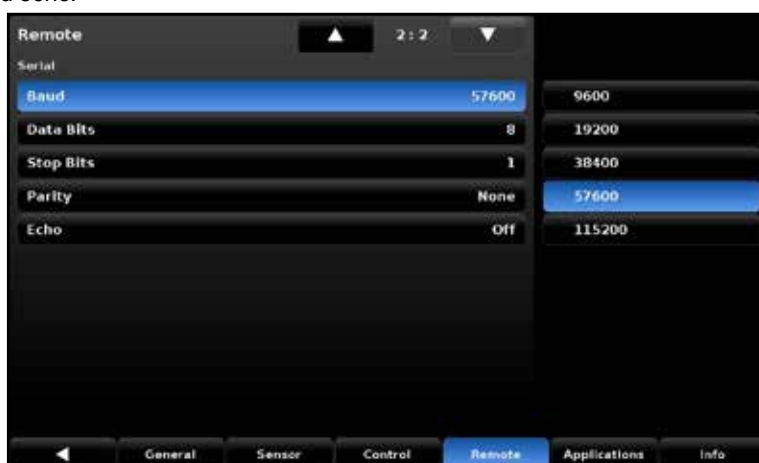 Remote 2:2
Serial
Baud 57600 9600
Data Bits 8 19200
Stop Bits 1 38400
Parity None 57600
Echo Off 115200
General Sensor Control Remote Applications Info